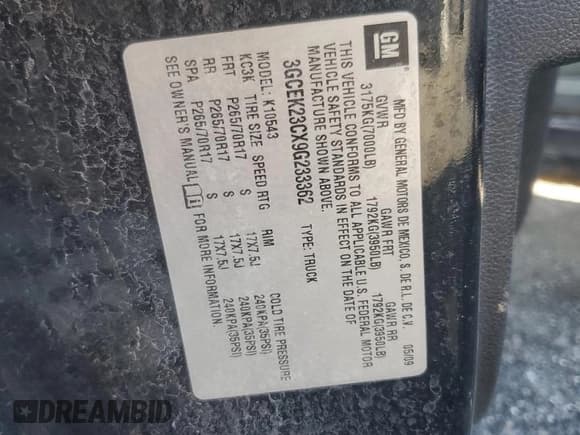 GM
MFD BY GENERAL MOTORS DE MEXICO, S. DE R.L. DE C.V. 05/09
GVWR GAWR FRT GAWR RR
3175KG(7000LB) 1792KG(3950LB) 1792KG(3950LB)
THIS VEHICLE CONFORMS TO ALL APPLICABLE U.S. FEDERAL MOTOR
VEHICLE SAFETY STANDARDS IN EFFECT ON THE DATE OF
MANUFACTURE SHOWN ABOVE.
3GCEK23CX9G233362 TYPE: TRUCK
MODEL: K10543
KC3K TIRE SIZE SPEED RTG RIM COLD TIRE PRESSURE
FRT P265/70R17 S 17X7.5J 240KPA(35PSI)
RR P265/70R17 S 17X7.5J 240KPA(35PSI)
SPA P265/70R17 S 17X7.5J 240KPA(35PSI)
SEE OWNER'S MANUAL FOR MORE INFORMATION
DREAMBID